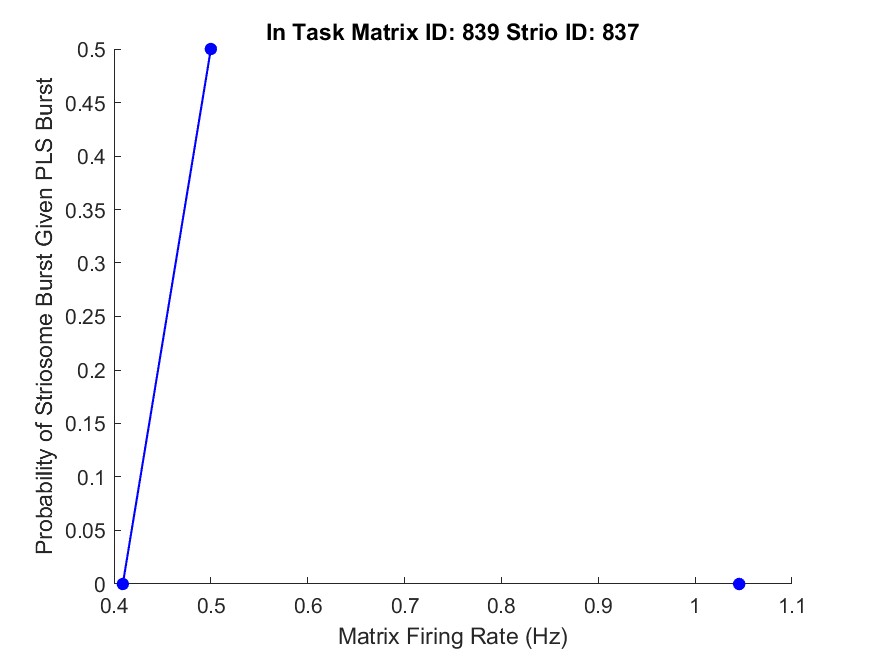 In Task Matrix ID: 839 Strio ID: 837
Probability of Striosome Burst Given PLS Burst
0.5
0.45
0.4
0.35
0.3
0.25
0.2
0.15
0.1
0.05
0
0.4 0.5 0.6 0.7 0.8 0.9 1 1.1
Matrix Firing Rate (Hz)